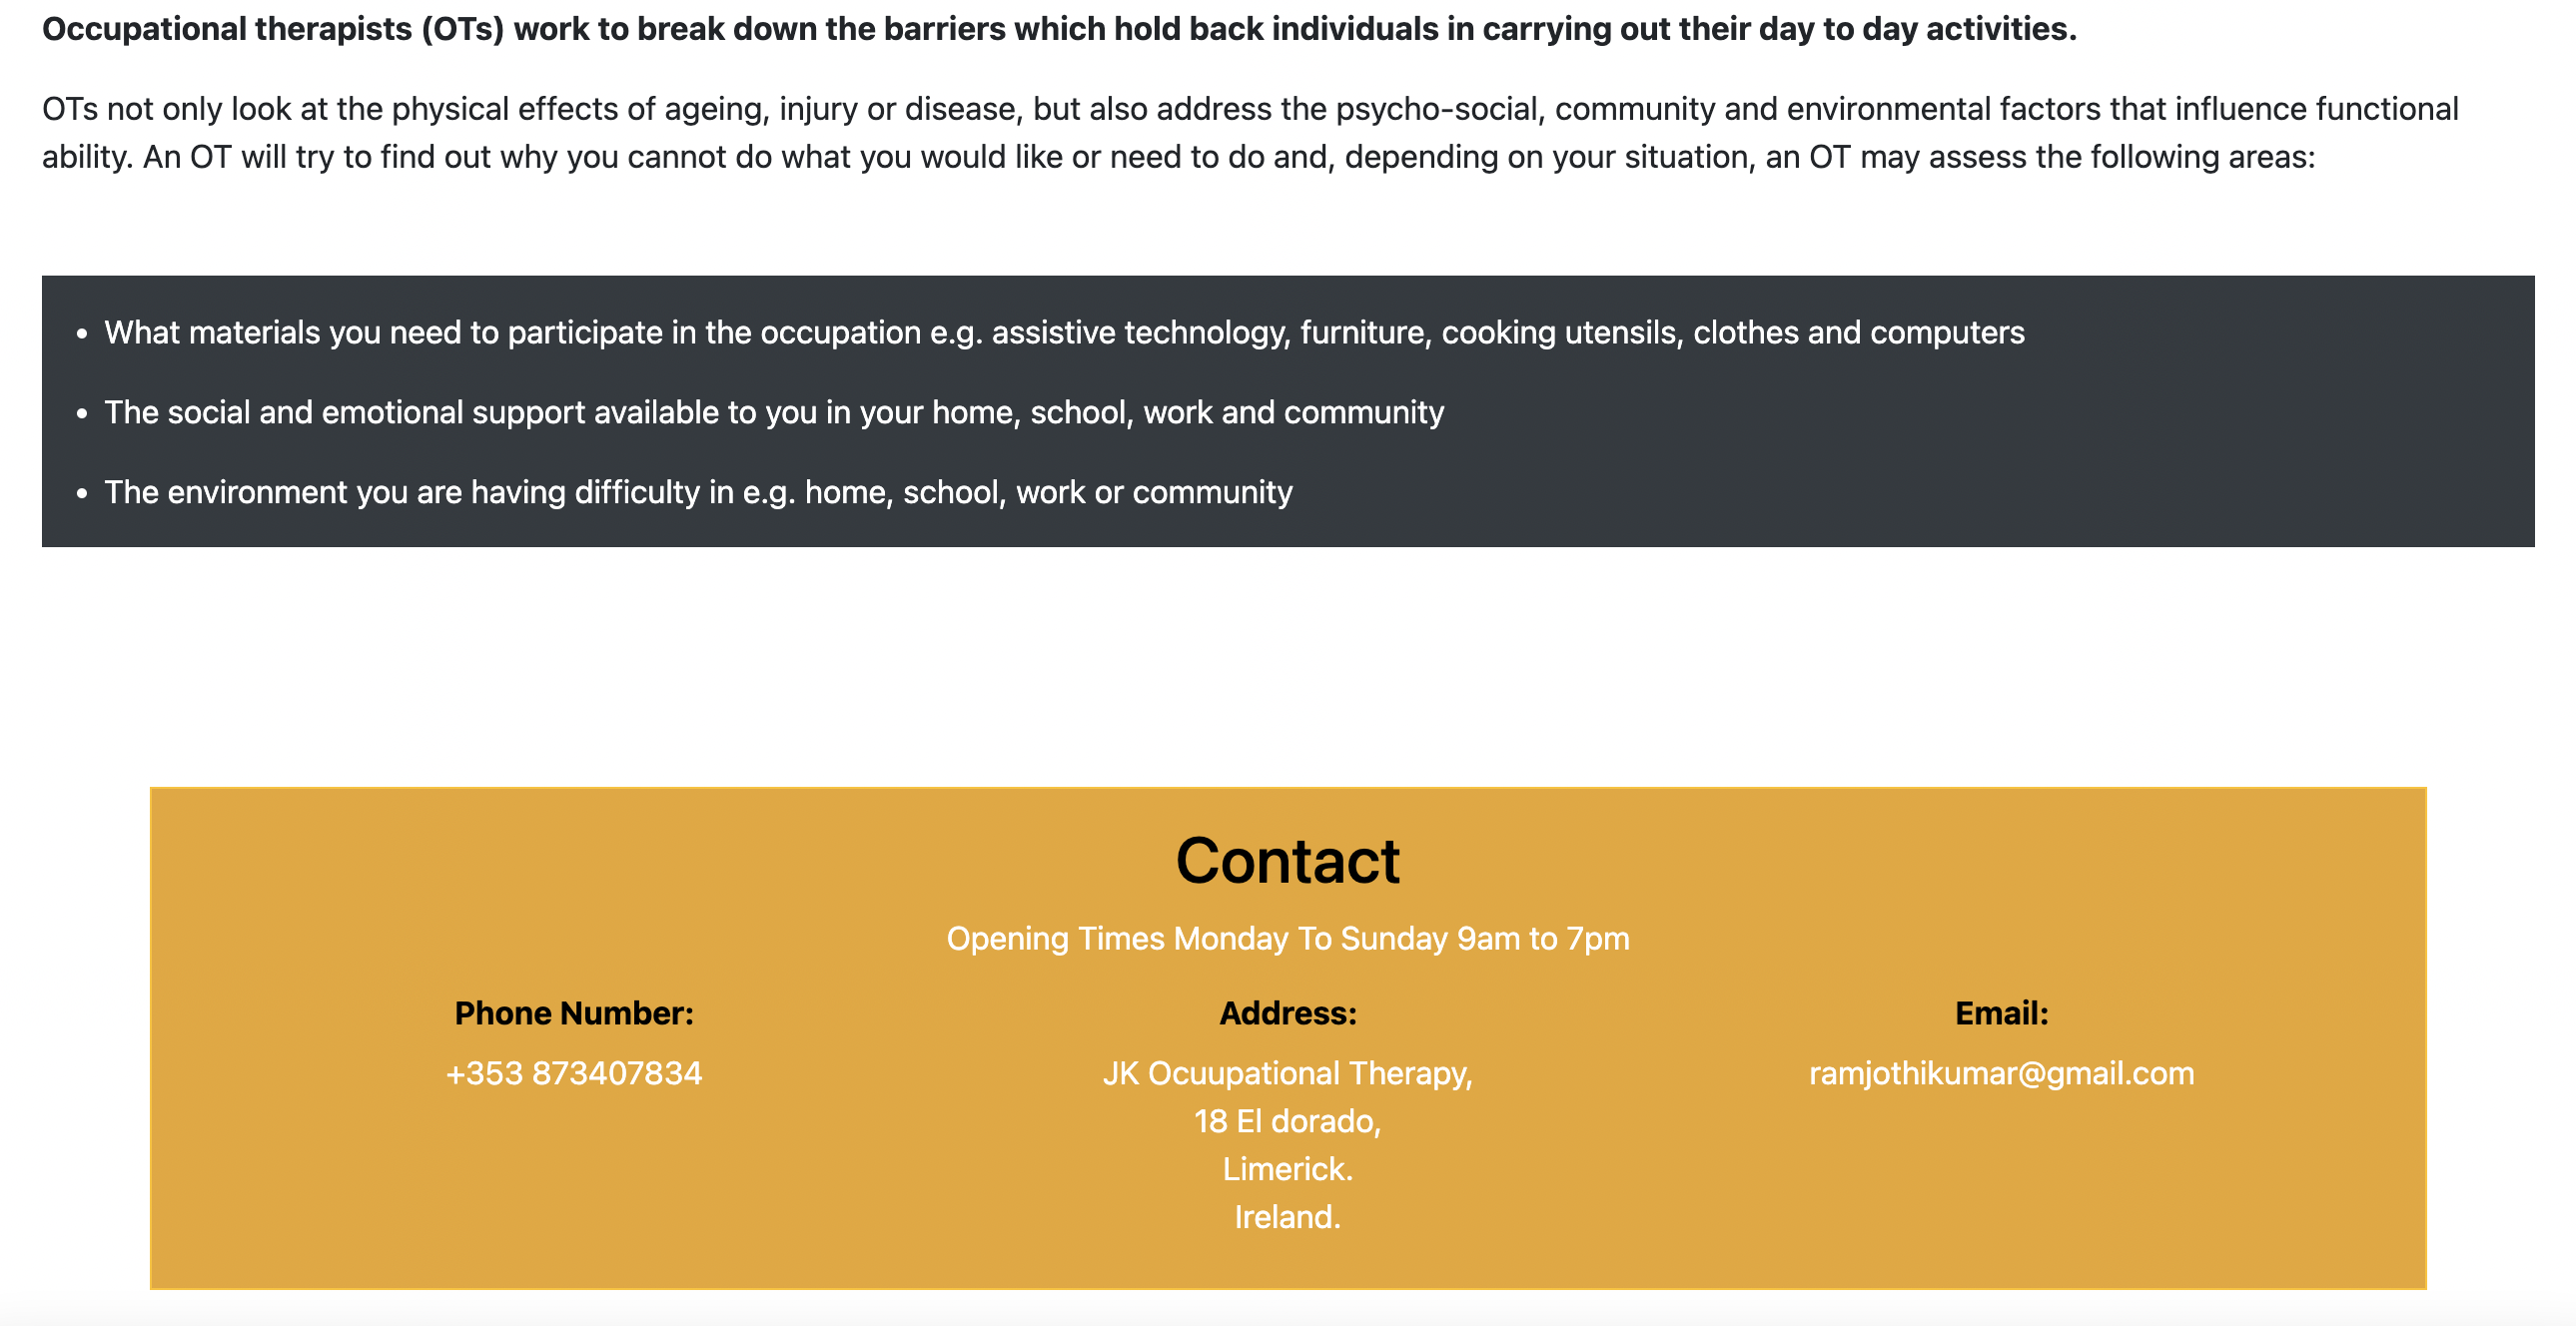 Occupational therapists (OTs) work to break down the barriers which hold back individuals in carrying out their day to day activities.
OTs not only look at the physical effects of ageing, injury or disease, but also address the psycho-social, community and environmental factors that influence functional
ability. An OT will try to find out why you cannot do what you would like or need to do and, depending on your situation, an OT may assess the following areas:
• What materials you need to participate in the occupation e.g. assistive technology, furniture, cooking utensils, clothes and computers
• The social and emotional support available to you in your home, school, work and community
• The environment you are having difficulty in e.g. home, school, work or community
Contact
Opening Times Monday To Sunday 9am to 7pm
Phone Number:
+353 873407834
Address:
JK Ocuupational Therapy,
18 El dorado,
Limerick.
Ireland.
Email:
ramjothikumar@gmail.com